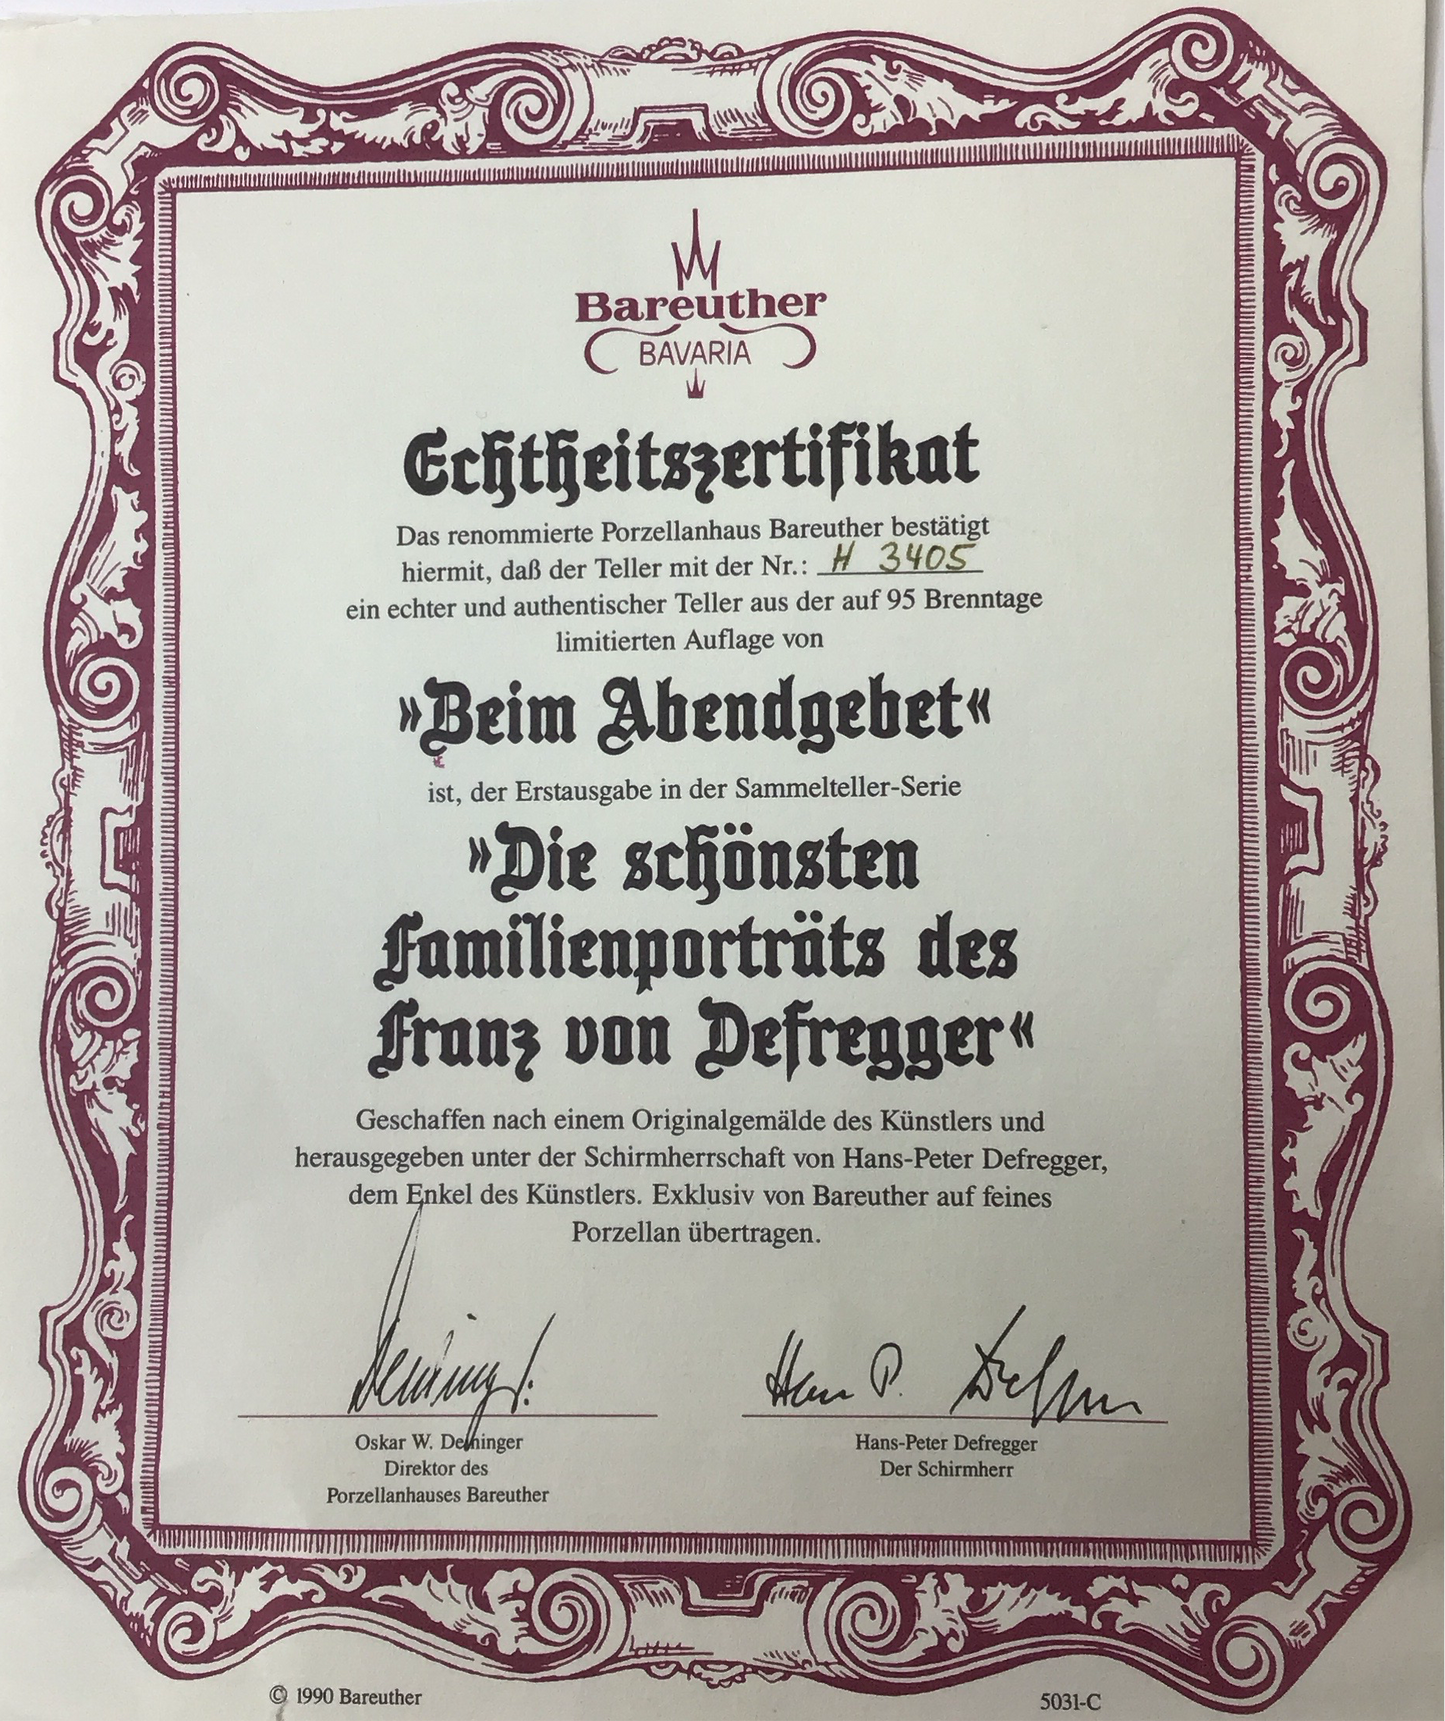 Bareuther
BAVARIA
Echtheitszertifikat
Das renommierte Porzellanhaus Bareuther bestätigt
hiermit, daß der Teller mit der Nr.: H 3405
ein echter und authentischer Teller aus der auf 95 Brenntage
limitierten Auflage von
»Beim Abendgebet«
ist, der Erstausgabe in der Sammelteller-Serie
»Die schönsten
Familienporträts des
Franz von Defregger«
Geschaffen nach einem Originalgemälde des Künstlers und
herausgegeben unter der Schirmherrschaft von Hans-Peter Defregger,
dem Enkel des Künstlers. Exklusiv von Bareuther auf feines
Porzellan übertragen.
Hans P. Defregger
Oskar W. Deininger
Direktor des
Porzellanhauses Bareuther
Hans-Peter Defregger
Der Schirmherr
© 1990 Bareuther
5031-C